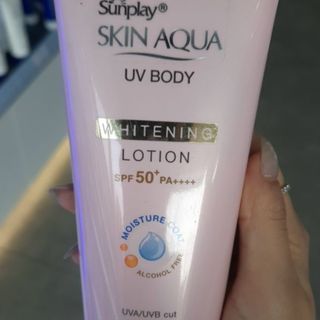 Sunplay®
SKIN AQUA
UV BODY
WHITENING
LOTION
SPF 50+ PA++++
MOISTURE COAT
ALCOHOL FREE
UVA/UVB cut